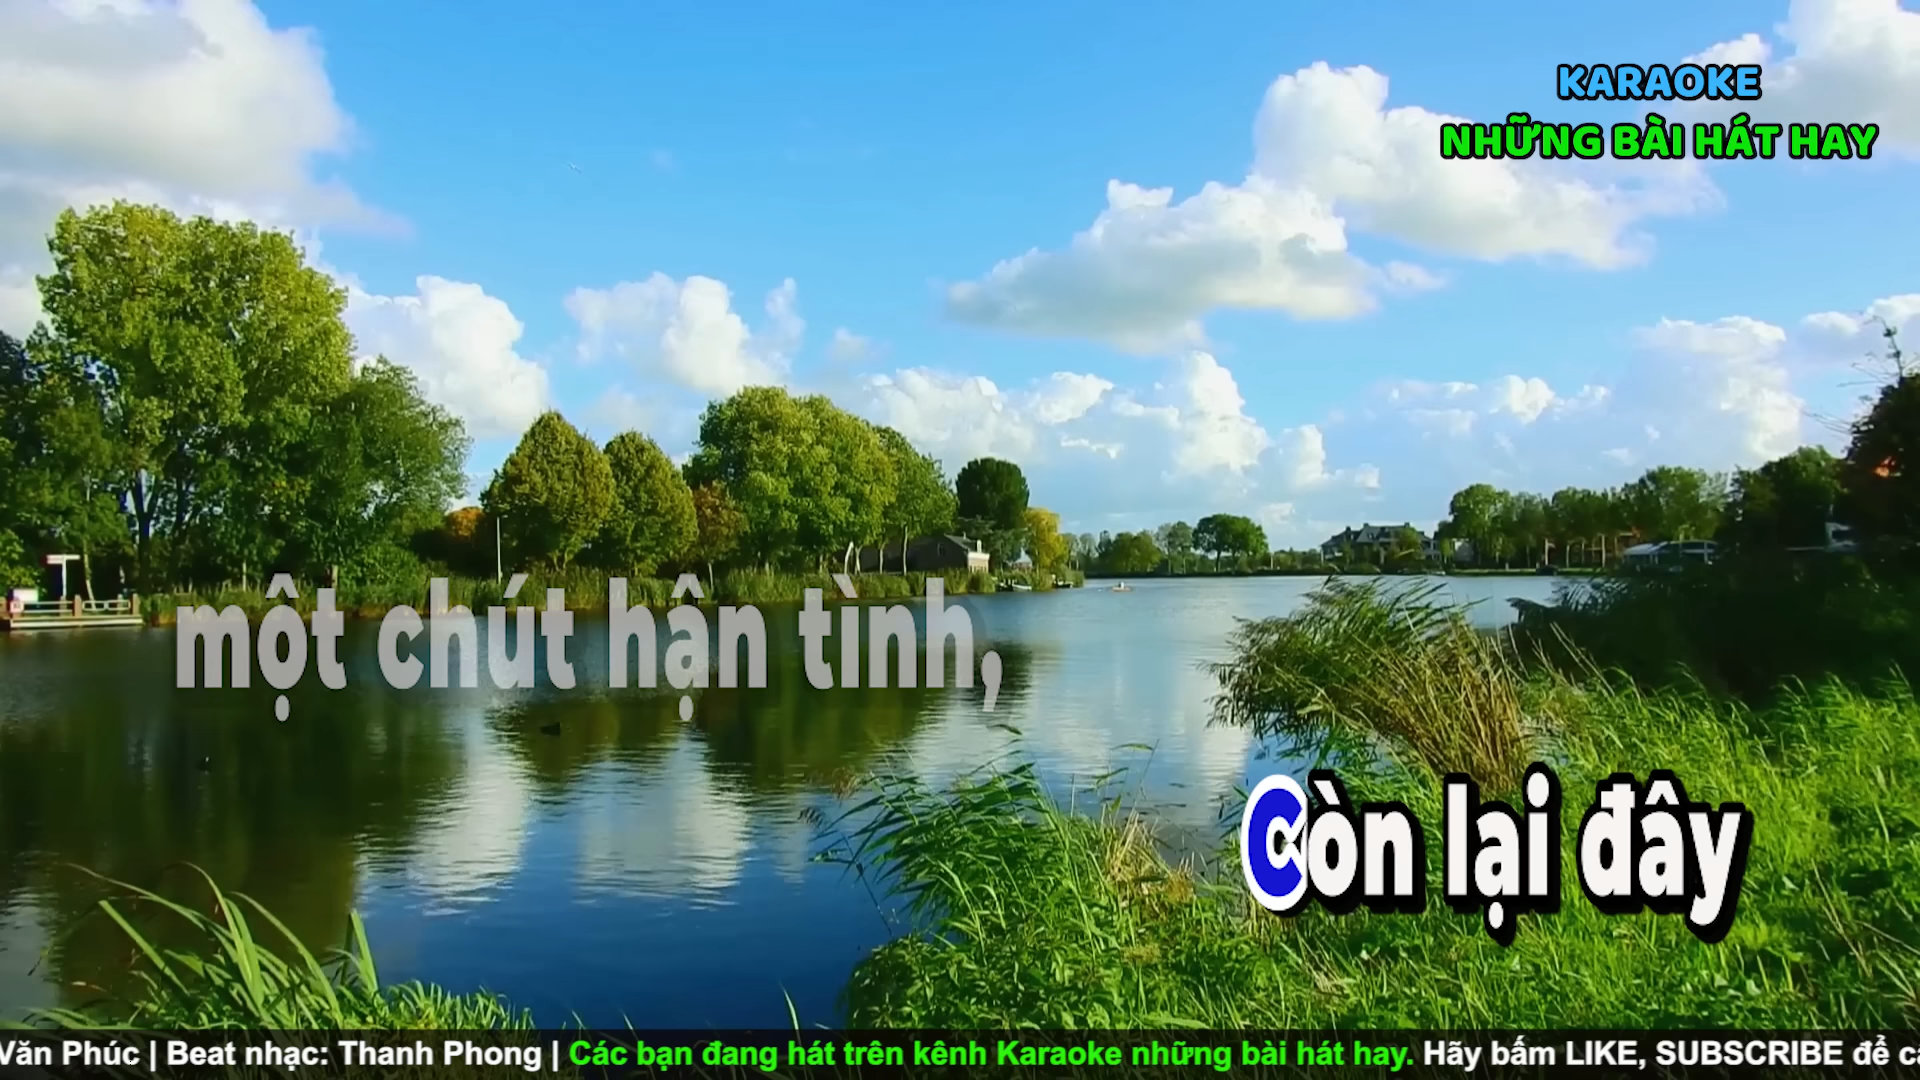 KARAOKE
NHỮNG BÀI HÁT HAY
một chút hận tình,
Còn lại đây
Văn Phúc | Beat nhạc: Thanh Phong | Các bạn đang hát trên kênh Karaoke những bài hát hay. Hãy bấm LIKE, SUBSCRIBE để